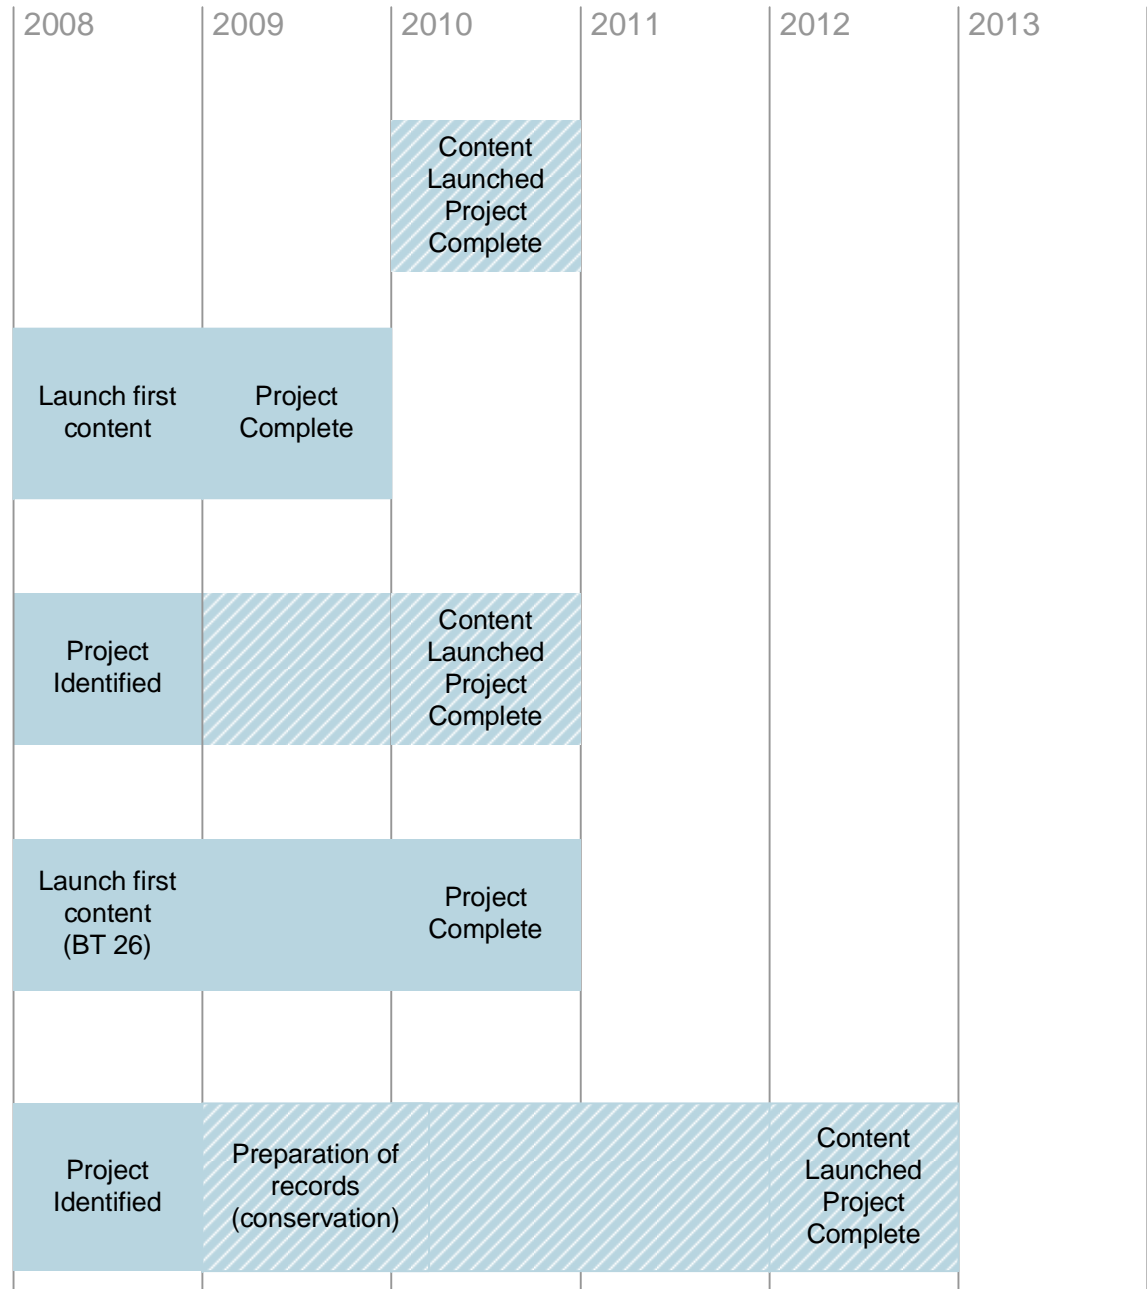 2008
2009
2010
2011
2012
2013
Content
Launched
Project
Complete
Launch first
content
Project
Complete
Project
Identified
Content
Launched
Project
Complete
Launch first
content
(BT 26)
Project
Complete
Project
Identified
Preparation of
records
(conservation)
Content
Launched
Project
Complete